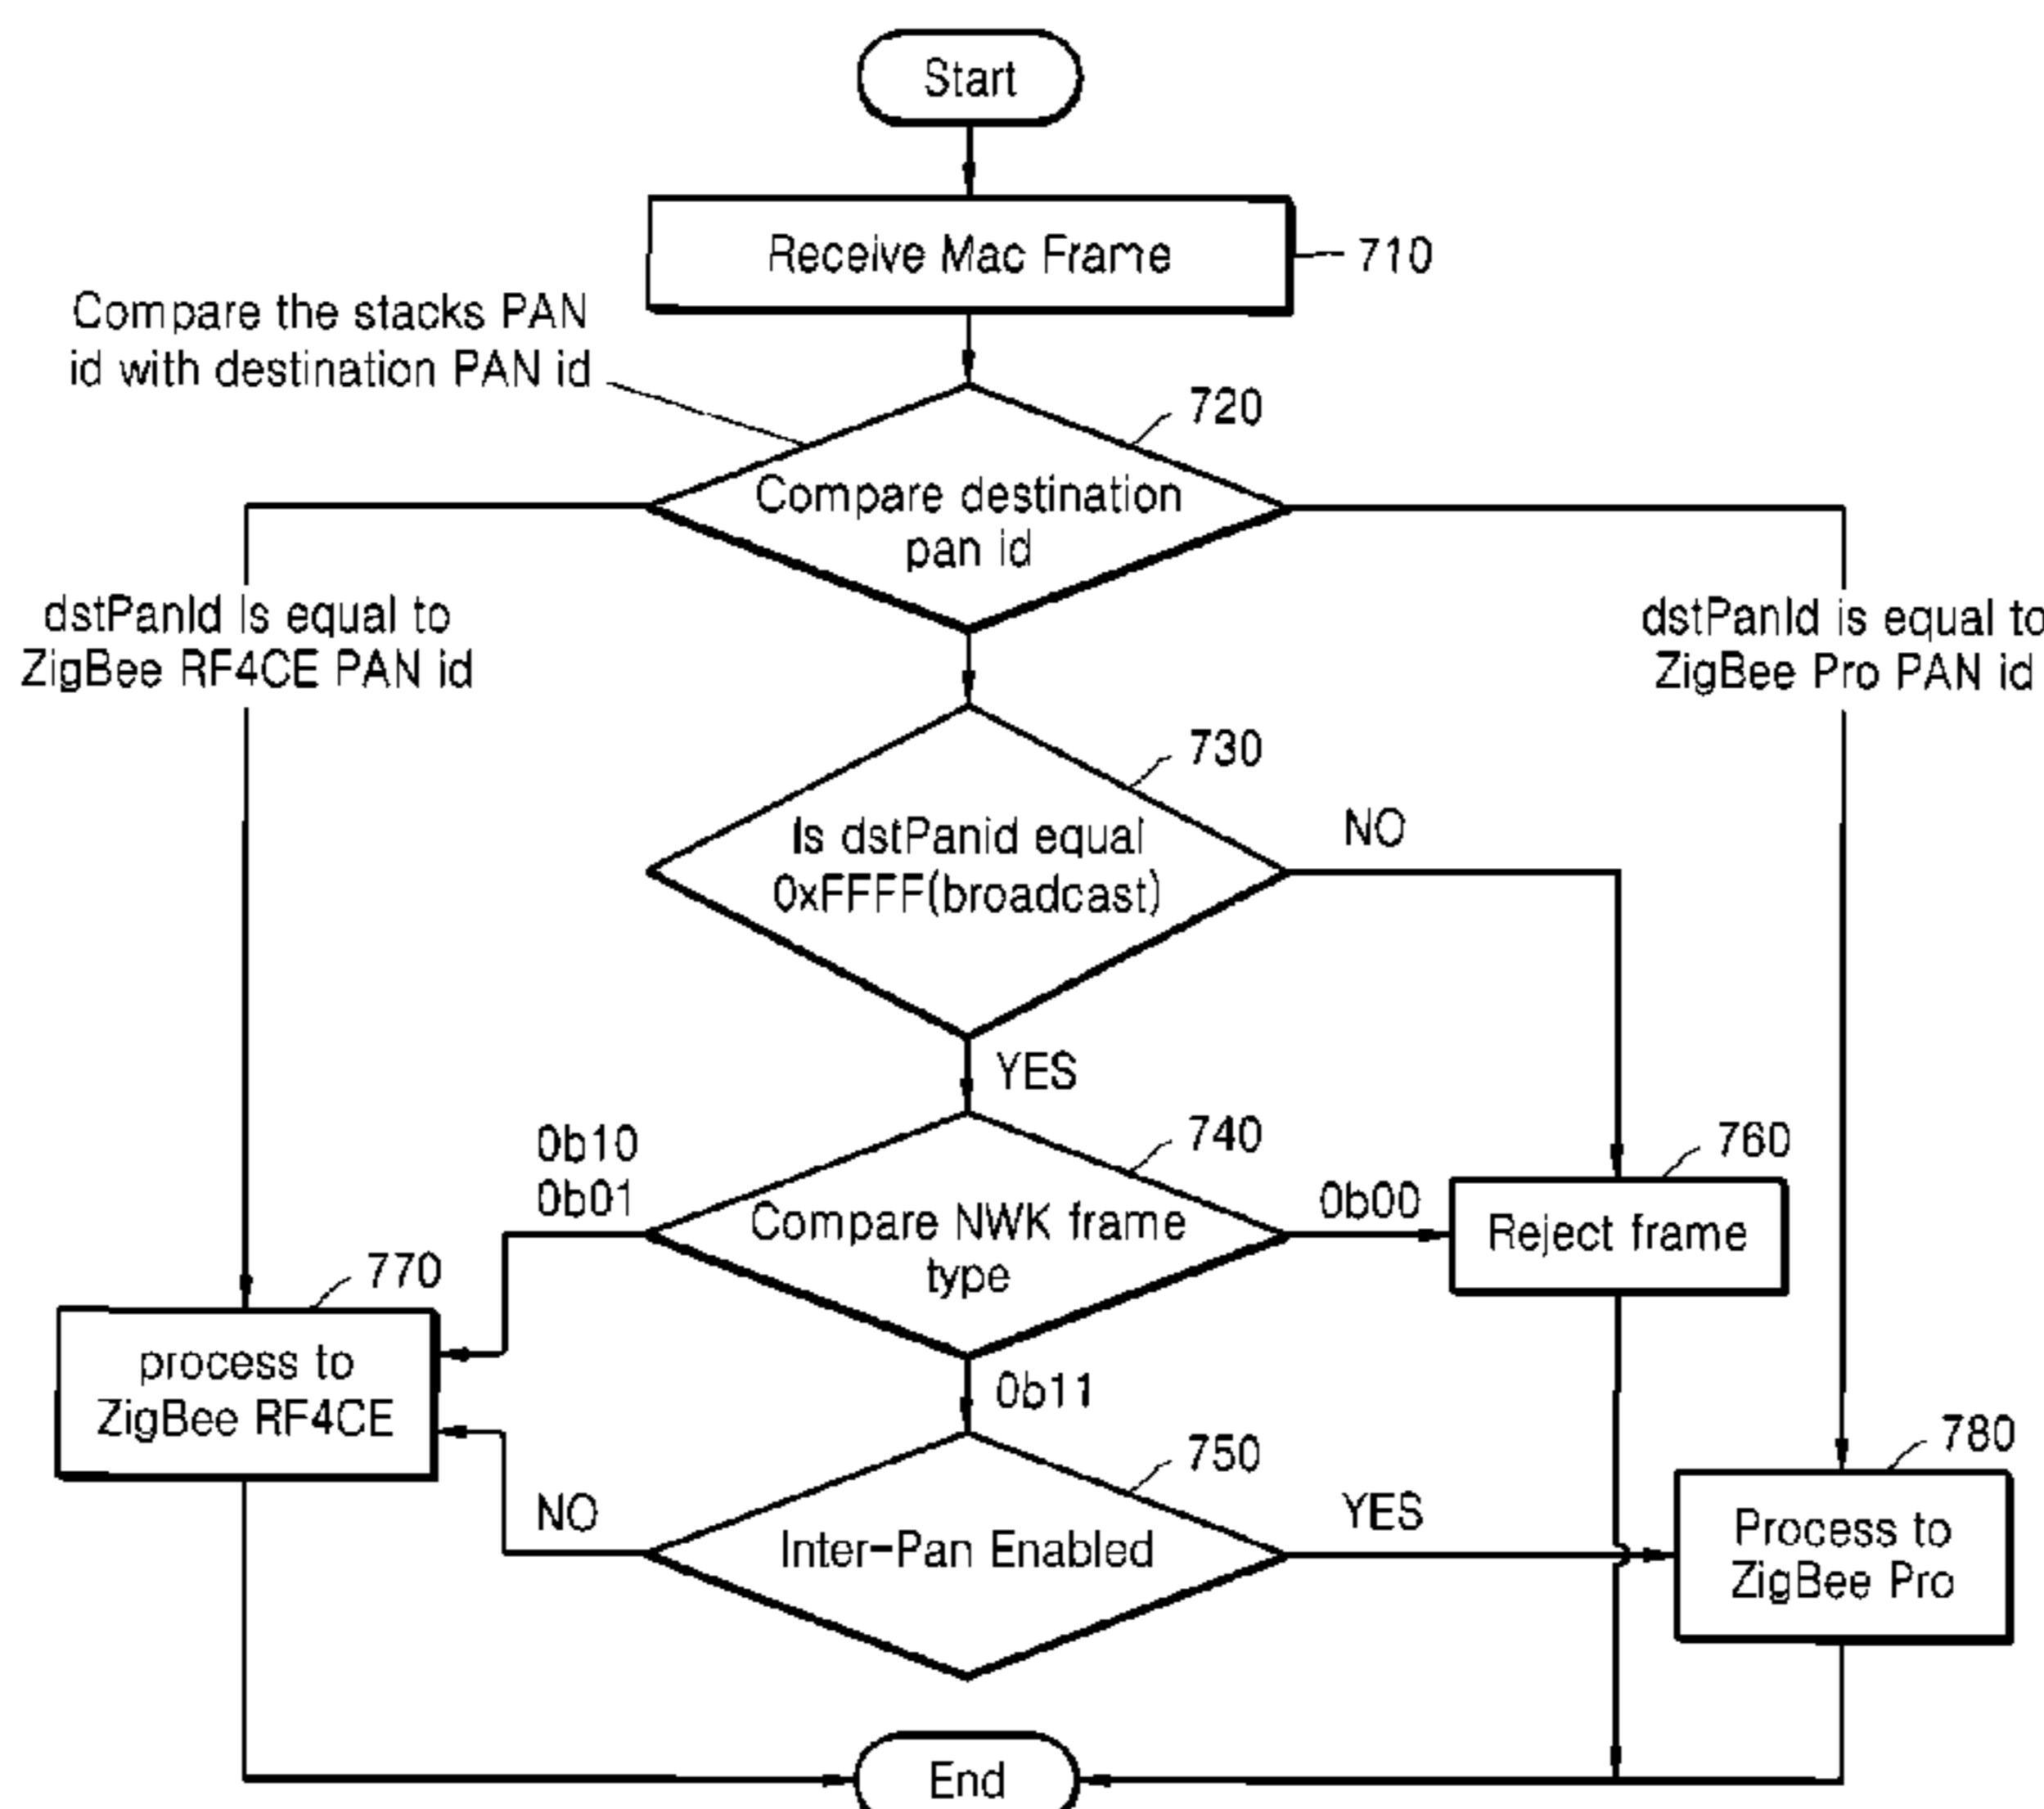 Start
Receive Mac Frame
710
Compare the stacks PAN
id with destination PAN id
720
Compare destination
pan id
dstPanId Is equal to
ZigBee RF4CE PAN id
dstPanId is equal to
ZigBee Pro PAN id
730
Is dstPanid equal
0xFFFF(broadcast)
NO
YES
740
0b10
0b01
Compare NWK frame
type
0b00
760
Reject frame
770
process to
ZigBee RF4CE
0b11
750
NO
Inter-Pan Enabled
YES
780
Process to
ZigBee Pro
End